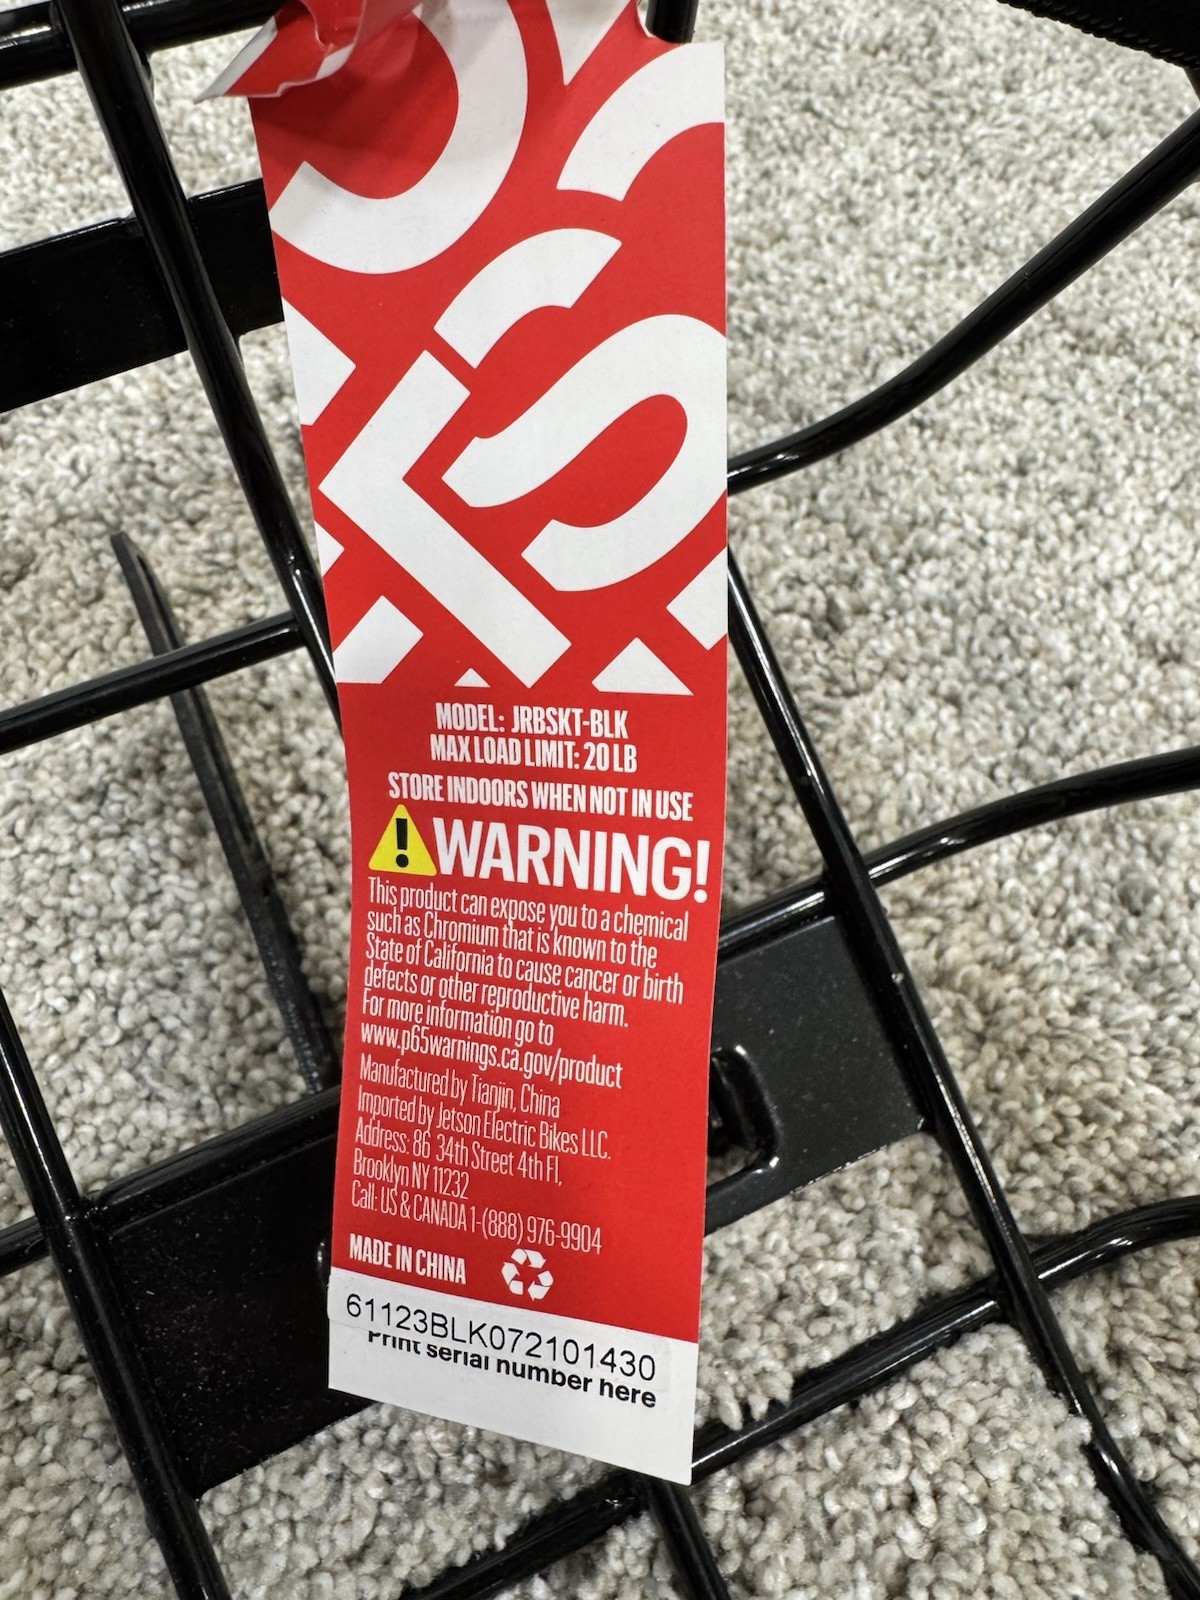 MODEL: JRBSKT-BLK
MAX LOAD LIMIT: 20 LB
STORE INDOORS WHEN NOT IN USE
WARNING!
This product can expose you to a chemical
such as Chromium that is known to the
State of California to cause cancer or birth
defects or other reproductive harm.
For more information go to
www.p65warnings.ca.gov/product
Manufactured by Tianjin, China
Imported by Jetson Electric Bikes LLC.
Address: 86 34th Street 4th Fl,
Brooklyn NY 11232
Call: US & CANADA 1-(888) 976-9904
MADE IN CHINA
61123BLK072101430
Print serial number here